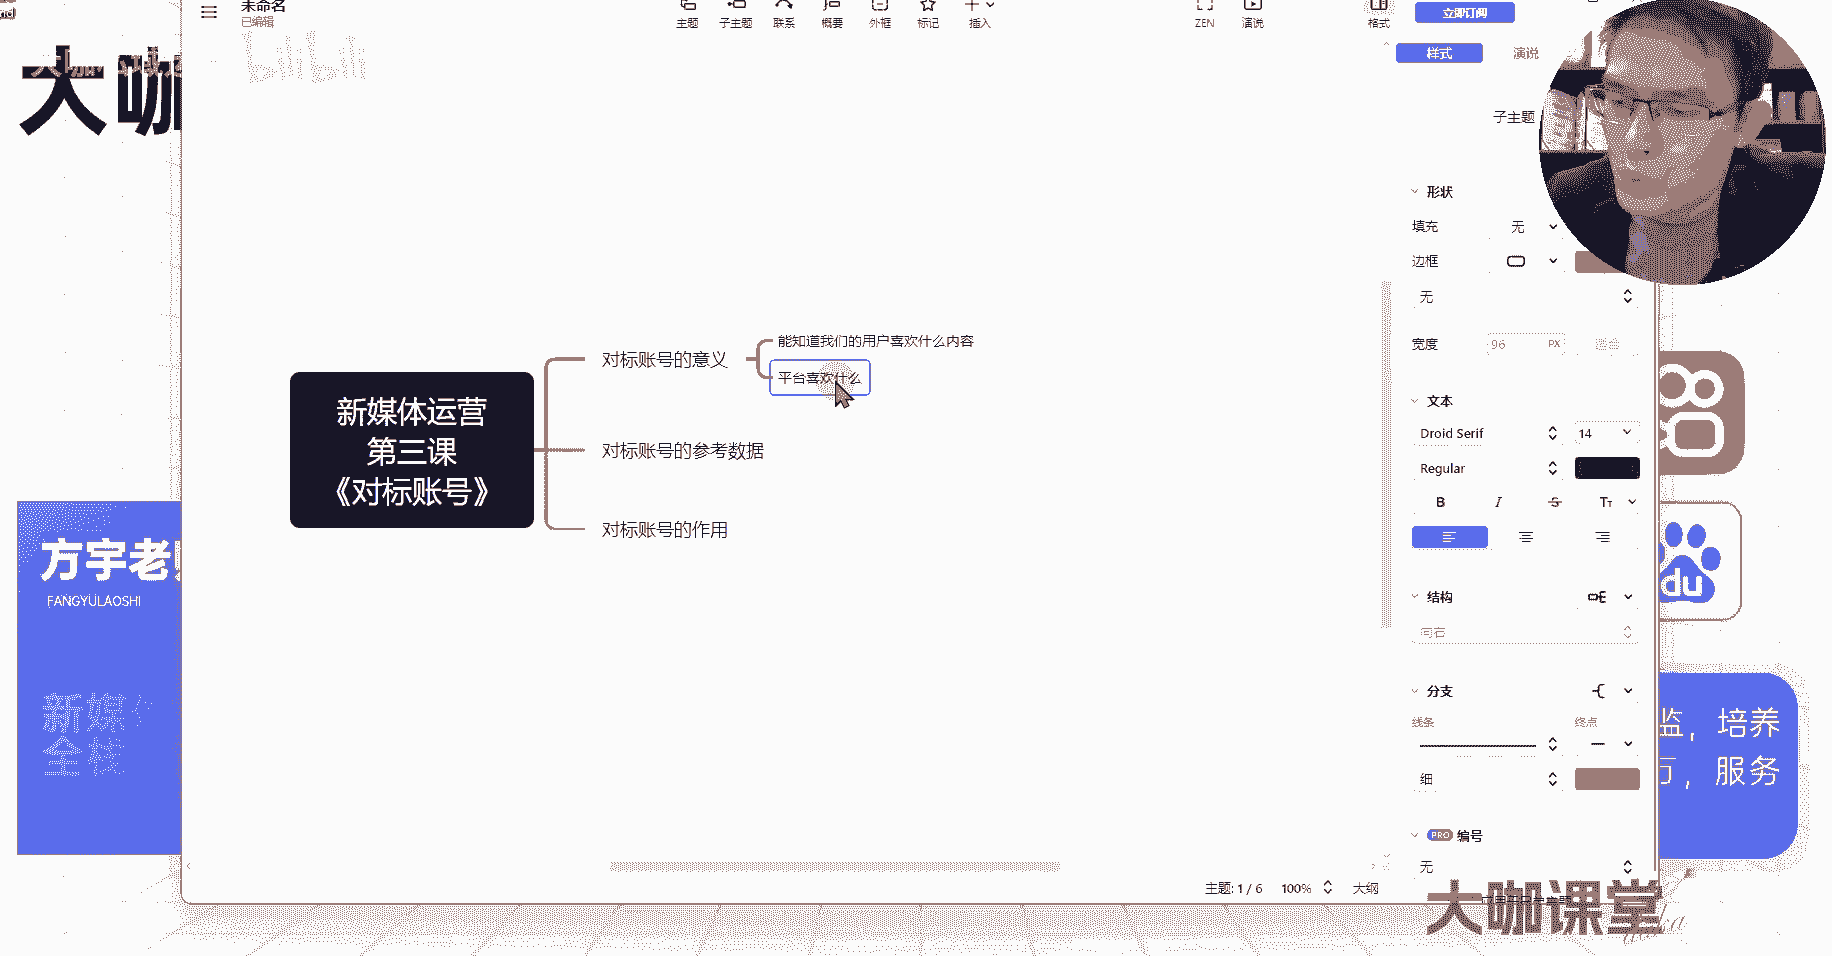 未命名
已编辑
主题
子主题
联系
概要
外框
标记
插入
ZEN
演说
格式
立即订阅
bilibili
大咖
样式
演说
子主题
形状
填充
无
边框
无
宽度
96
PX
能知道我们的用户喜欢什么内容
对标账号的意义
平台喜欢什么
新媒体运营
第三课
《对标账号》
对标账号的参考数据
对标账号的作用
文本
Droid Serif
14
Regular
B
I
S
TT
方宇老
FANGYULAOSHI
du
结构
向右
新媒体
全栈
分支
线条
终点
细
监，培养
万，服务
PRO 编号
无
主题: 1 / 6
100%
大纲
大咖课堂